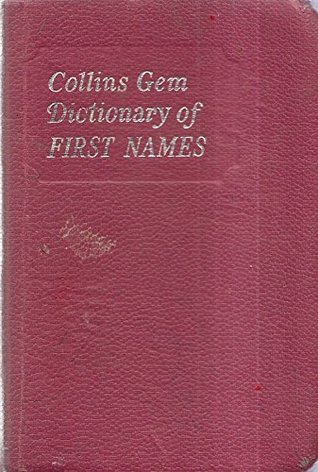 Collins Gem
Dictionary of
FIRST NAMES